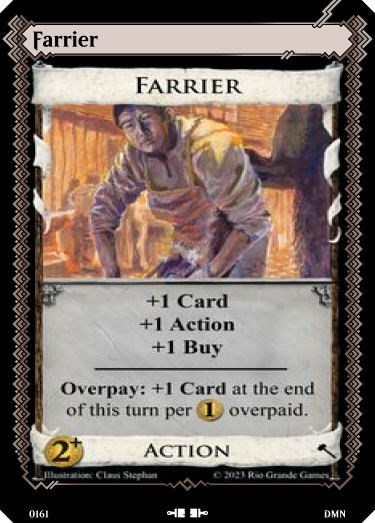 Farrier
FARRIER
+1 Card
+1 Action
+1 Buy
Overpay: +1 Card at the end
of this turn per 1 overpaid.
2+
ACTION
Illustration: Claus Stephan © 2023 Rio Grande Games
0161 DMN